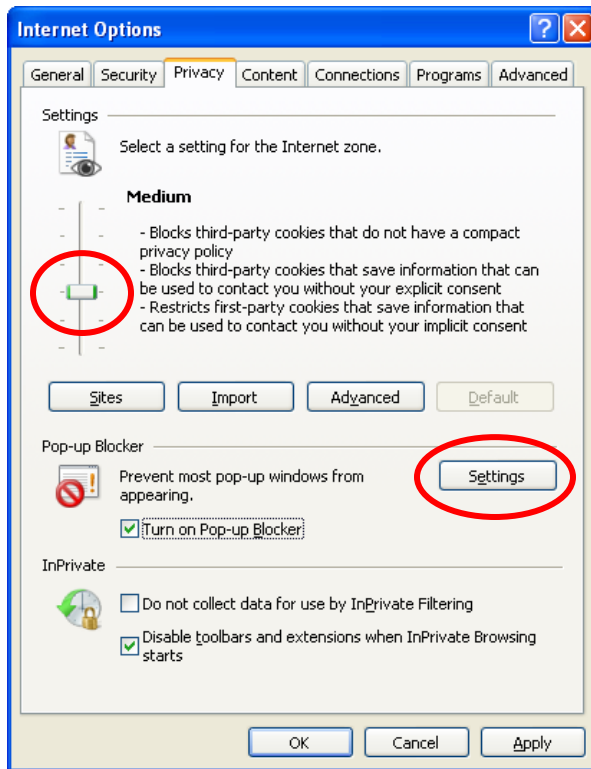 Internet Options
General Security Privacy Content Connections Programs Advanced
Settings
Select a setting for the Internet zone.
Medium
- Blocks third-party cookies that do not have a compact
privacy policy
- Blocks third-party cookies that save information that can
be used to contact you without your explicit consent
- Restricts first-party cookies that save information that
can be used to contact you without your implicit consent
Sites Import Advanced Default
Pop-up Blocker
Prevent most pop-up windows from
appearing.
Settings
Turn on Pop-up Blocker
InPrivate
Do not collect data for use by InPrivate Filtering
Disable toolbars and extensions when InPrivate Browsing
starts
OK Cancel Apply